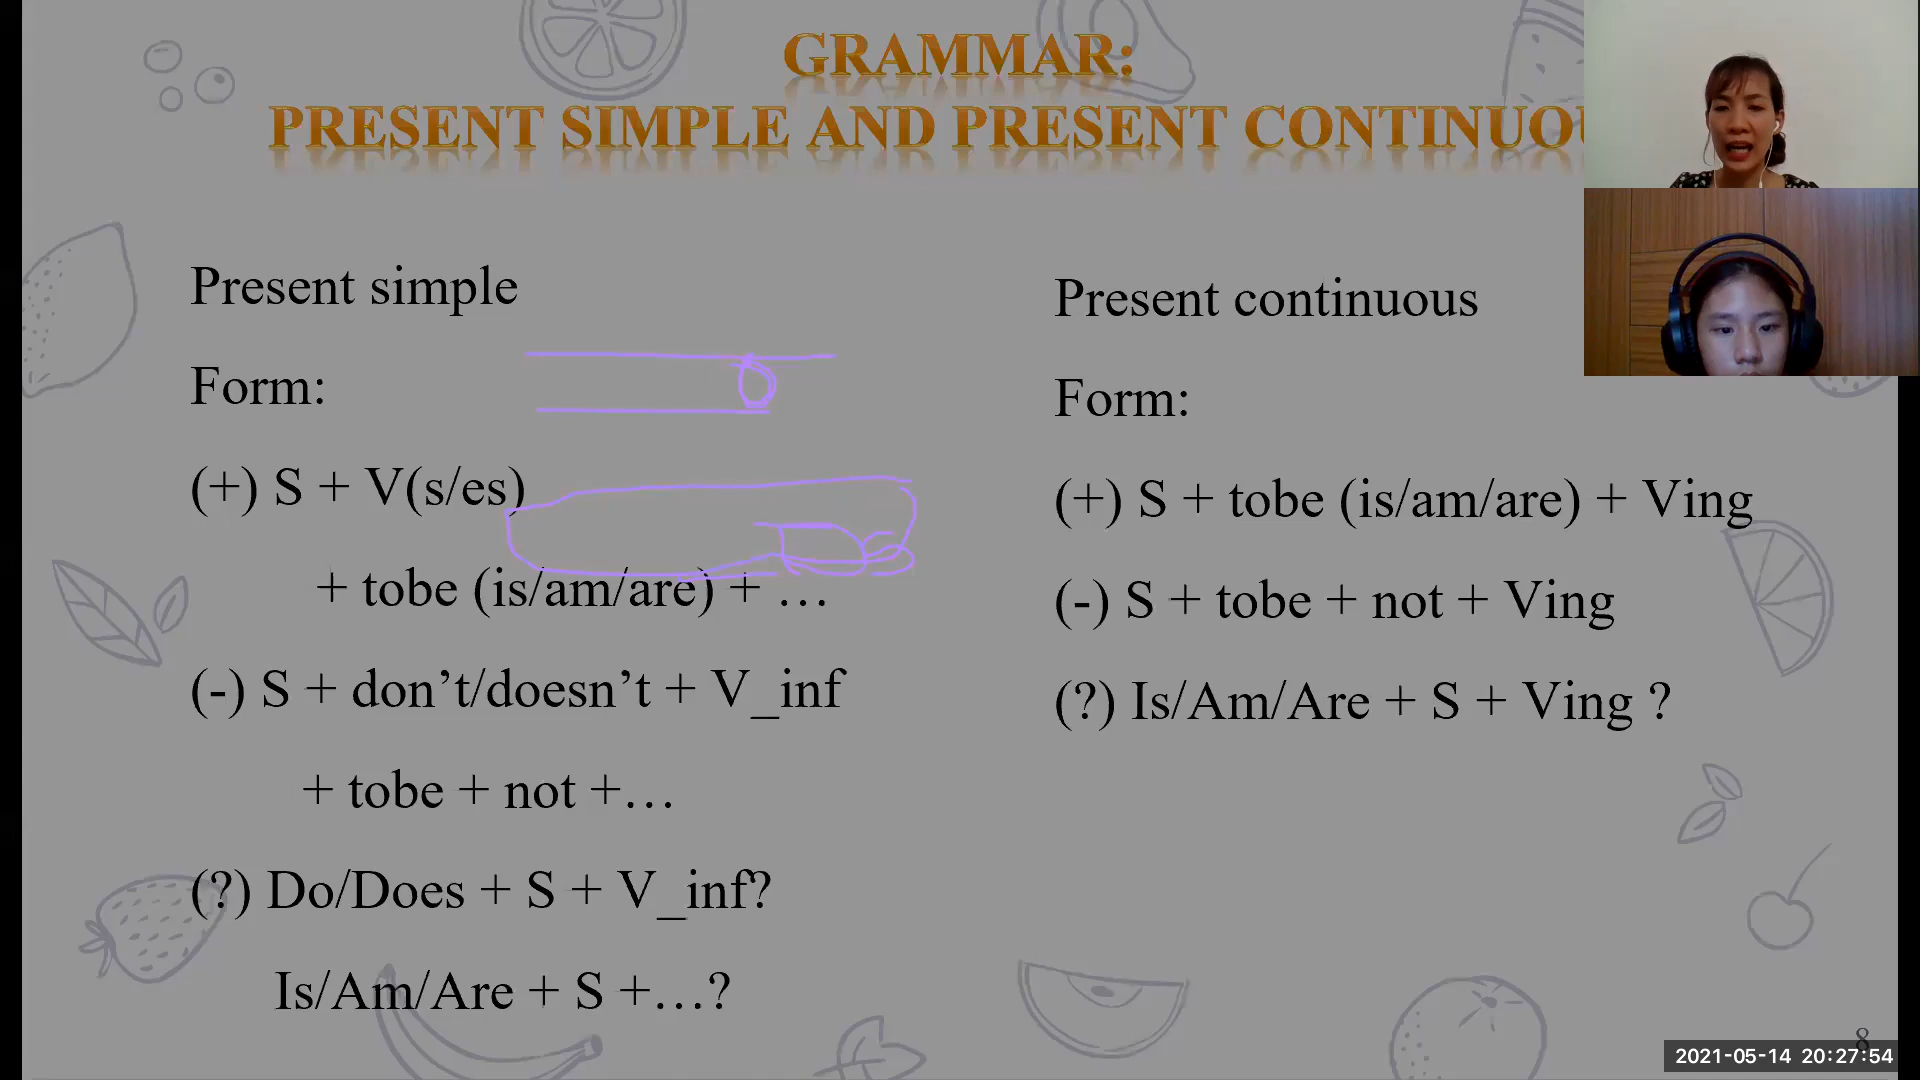 GRAMMAR:
PRESENT SIMPLE AND PRESENT CONTINUOU
Present simple
Form:
(+) S + V(s/es)
+ tobe (is/am/are) + …
(-) S + don’t/doesn’t + V_inf
+ tobe + not +…
(?) Do/Does + S + V_inf?
Is/Am/Are + S +…?
Present continuous
Form:
(+) S + tobe (is/am/are) + Ving
(-) S + tobe + not + Ving
(?) Is/Am/Are + S + Ving ?
8
2021-05-14 20:27:54